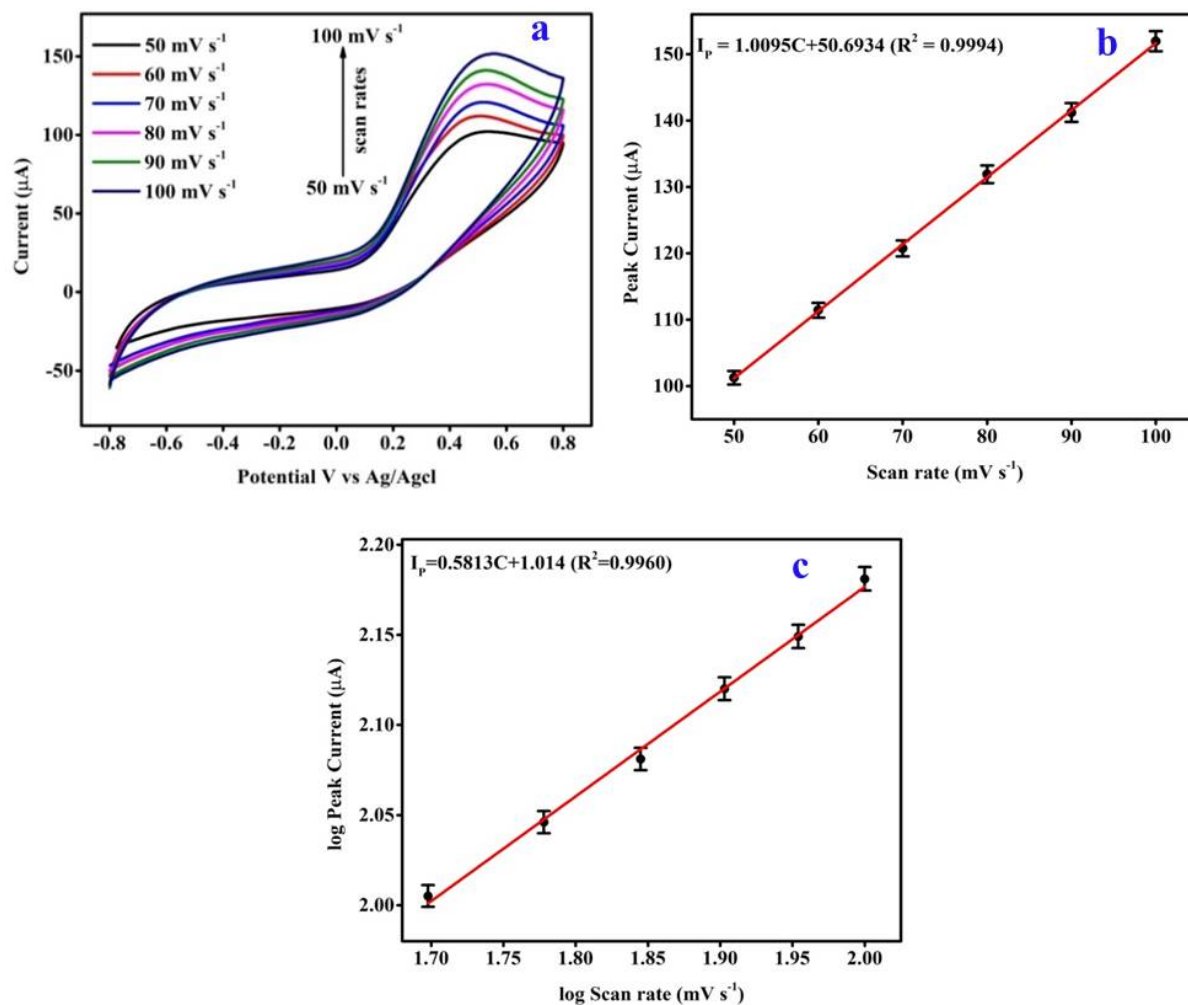 a
50 mV s⁻¹
60 mV s⁻¹
70 mV s⁻¹
80 mV s⁻¹
90 mV s⁻¹
100 mV s⁻¹
100 mV s⁻¹
scan rates
50 mV s⁻¹
Current (μA)
150
100
50
0
-50
-0.8 -0.6 -0.4 -0.2 0.0 0.2 0.4 0.6 0.8
Potential V vs Ag/Agcl
b
I_P = 1.0095C+50.6934 (R² = 0.9994)
Peak Current (μA)
150
140
130
120
110
100
50 60 70 80 90 100
Scan rate (mV s⁻¹)
c
I_P=0.5813C+1.014 (R²=0.9960)
log Peak Current (μA)
2.20
2.15
2.10
2.05
2.00
1.70 1.75 1.80 1.85 1.90 1.95 2.00
log Scan rate (mV s⁻¹)